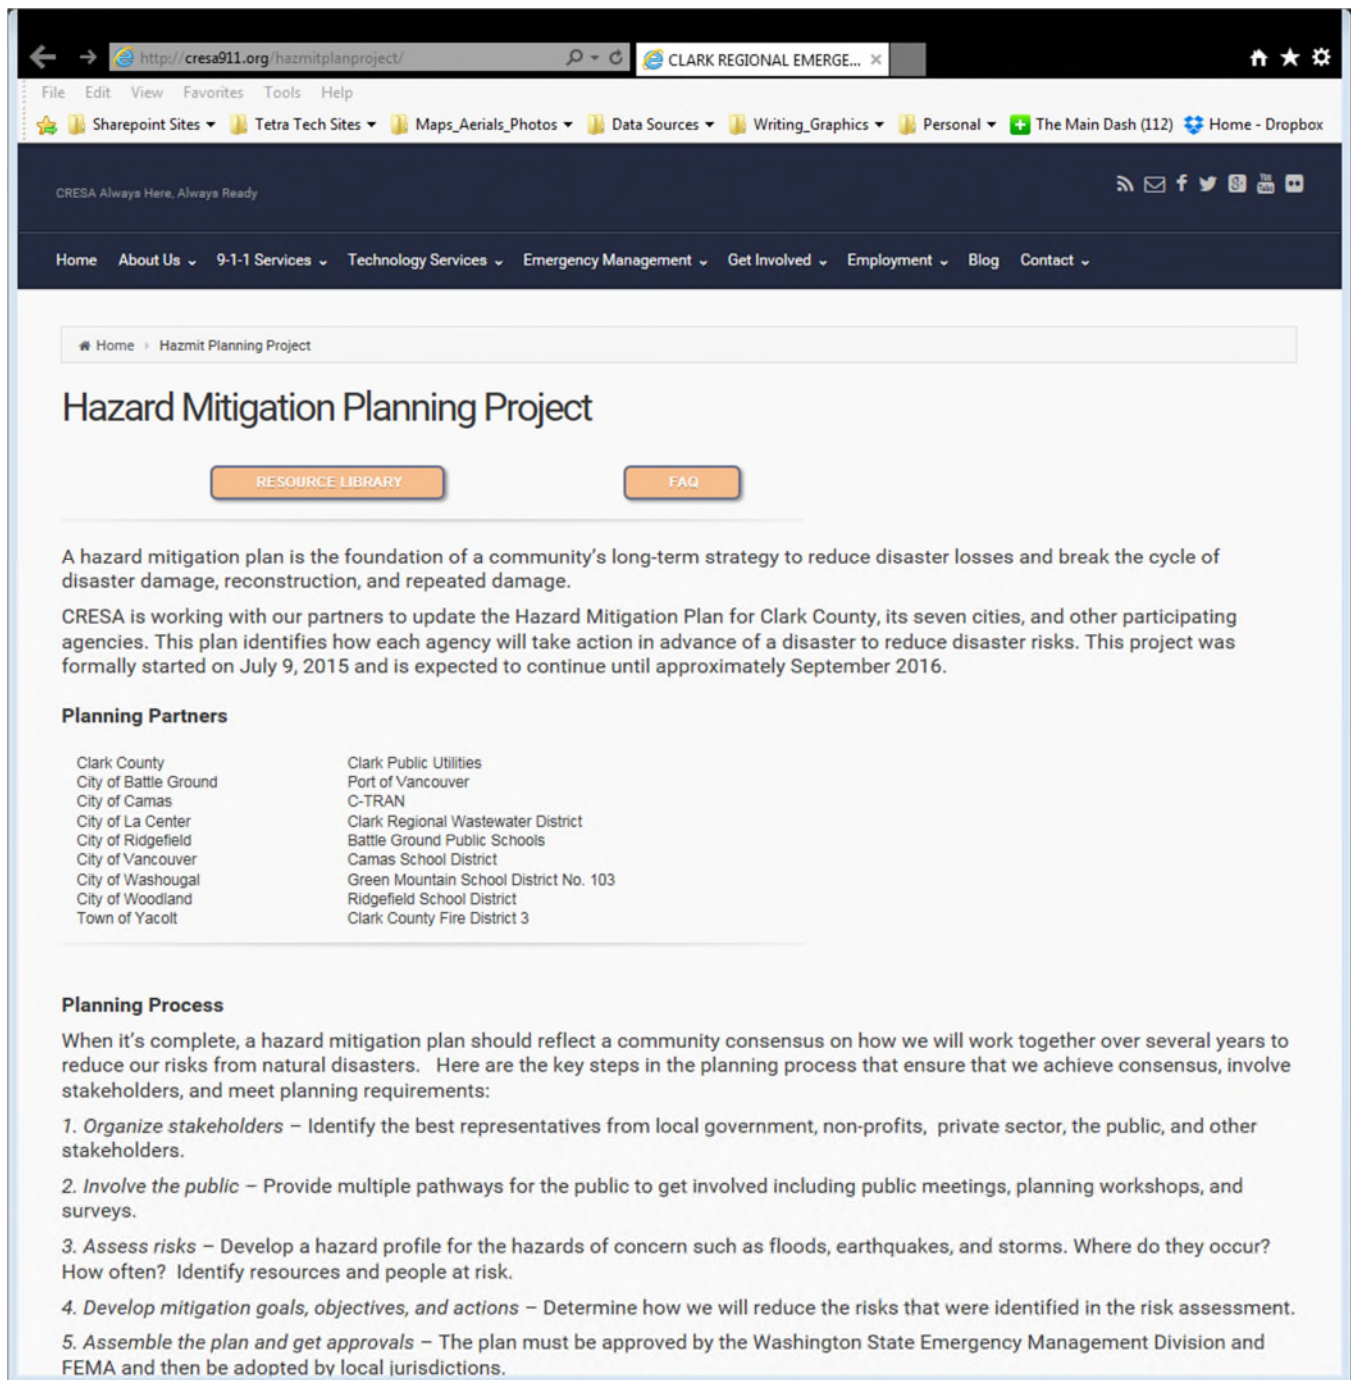 http://cresa911.org/hazmitplanproject/
CLARK REGIONAL EMERGE...
File Edit View Favorites Tools Help
Sharepoint Sites Tetra Tech Sites Maps_Aerials_Photos Data Sources Writing_Graphics Personal The Main Dash (112) Home - Dropbox
CRESA Always Here, Always Ready
Home About Us 9-1-1 Services Technology Services Emergency Management Get Involved Employment Blog Contact
Home Hazmit Planning Project
Hazard Mitigation Planning Project
RESOURCE LIBRARY FAQ
A hazard mitigation plan is the foundation of a community's long-term strategy to reduce disaster losses and break the cycle of
disaster damage, reconstruction, and repeated damage.
CRESA is working with our partners to update the Hazard Mitigation Plan for Clark County, its seven cities, and other participating
agencies. This plan identifies how each agency will take action in advance of a disaster to reduce disaster risks. This project was
formally started on July 9, 2015 and is expected to continue until approximately September 2016.
Planning Partners
Clark County
City of Battle Ground
City of Camas
City of La Center
City of Ridgefield
City of Vancouver
City of Washougal
City of Woodland
Town of Yacolt
Clark Public Utilities
Port of Vancouver
C-TRAN
Clark Regional Wastewater District
Battle Ground Public Schools
Camas School District
Green Mountain School District No. 103
Ridgefield School District
Clark County Fire District 3
Planning Process
When it's complete, a hazard mitigation plan should reflect a community consensus on how we will work together over several years to
reduce our risks from natural disasters. Here are the key steps in the planning process that ensure that we achieve consensus, involve
stakeholders, and meet planning requirements:
1. Organize stakeholders – Identify the best representatives from local government, non-profits, private sector, the public, and other
stakeholders.
2. Involve the public – Provide multiple pathways for the public to get involved including public meetings, planning workshops, and
surveys.
3. Assess risks – Develop a hazard profile for the hazards of concern such as floods, earthquakes, and storms. Where do they occur?
How often? Identify resources and people at risk.
4. Develop mitigation goals, objectives, and actions – Determine how we will reduce the risks that were identified in the risk assessment.
5. Assemble the plan and get approvals – The plan must be approved by the Washington State Emergency Management Division and
FEMA and then be adopted by local jurisdictions.